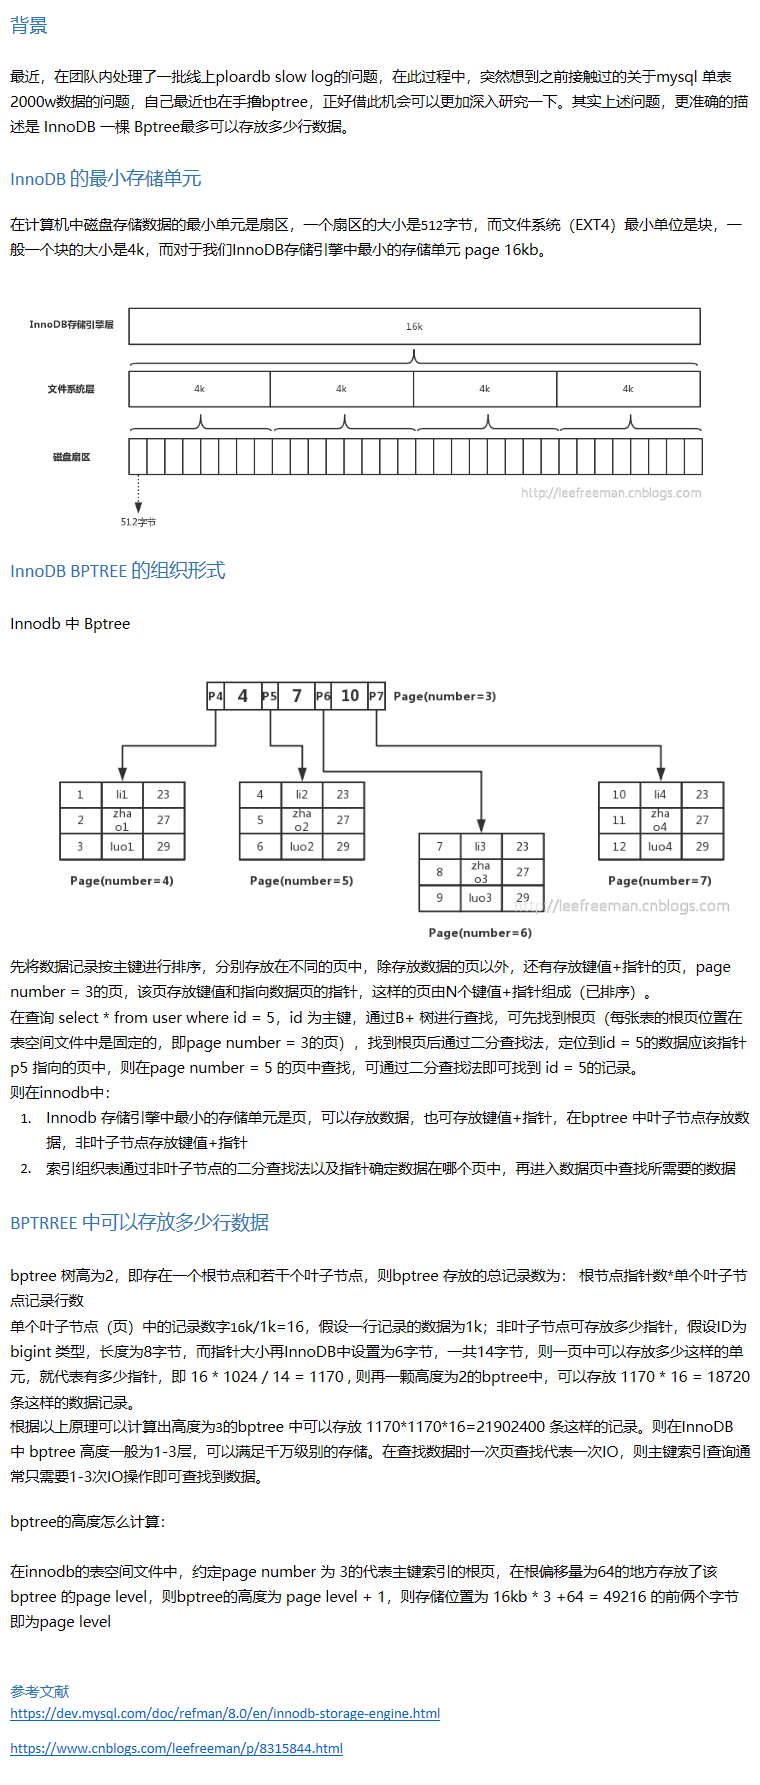 背景
最近，在团队内处理了一批线上ploardb slow log的问题，在此过程中，突然想到之前接触过的关于mysql 单表
2000w数据的问题，自己最近也在手撸bptree，正好借此机会可以更加深入研究一下。其实上述问题，更准确的描
述是 InnoDB 一棵 Bptree最多可以存放多少行数据。
InnoDB 的最小存储单元
在计算机中磁盘存储数据的最小单元是扇区，一个扇区的大小是512字节，而文件系统（EXT4）最小单位是块，一
般一个块的大小是4k，而对于我们InnoDB存储引擎中最小的存储单元 page 16kb。
InnoDB存储引擎层
16k
文件系统层
4k 4k 4k 4k
磁盘扇区
http://leefreeman.cnblogs.com
512字节
InnoDB BPTREE 的组织形式
Innodb 中 Bptree
P4 4 P5 7 P6 10 P7 Page(number=3)
1 li1 23
2 zhao1 27
3 luo1 29
Page(number=4)
4 li2 23
5 zhao2 27
6 luo2 29
Page(number=5)
7 li3 23
8 zhao3 27
9 luo3 29
Page(number=6)
10 li4 23
11 zhao4 27
12 luo4 29
Page(number=7)
http://leefreeman.cnblogs.com
先将数据记录按主键进行排序，分别存放在不同的页中，除存放数据的页以外，还有存放键值+指针的页，page
number = 3的页，该页存放键值和指向数据页的指针，这样的页由N个键值+指针组成（已排序）。
在查询 select * from user where id = 5，id 为主键，通过B+ 树进行查找，可先找到根页（每张表的根页位置在
表空间文件中是固定的，即page number = 3的页），找到根页后通过二分查找法，定位到id = 5的数据应该指针
p5 指向的页中，则在page number = 5 的页中查找，可通过二分查找法即可找到 id = 5的记录。
则在innodb中：
1. Innodb 存储引擎中最小的存储单元是页，可以存放数据，也可存放键值+指针，在bptree 中叶子节点存放数
据，非叶子节点存放键值+指针
2. 索引组织表通过非叶子节点的二分查找法以及指针确定数据在哪个页中，再进入数据页中查找所需要的数据
BPTRREE 中可以存放多少行数据
bptree 树高为2，即存在一个根节点和若干个叶子节点，则bptree 存放的总记录数为： 根节点指针数*单个叶子节
点记录行数
单个叶子节点（页）中的记录数字16k/1k=16，假设一行记录的数据为1k；非叶子节点可存放多少指针，假设ID为
bigint 类型，长度为8字节，而指针大小再InnoDB中设置为6字节，一共14字节，则一页中可以存放多少这样的单
元，就代表有多少指针，即 16 * 1024 / 14 = 1170 , 则再一颗高度为2的bptree中，可以存放 1170 * 16 = 18720
条这样的数据记录。
根据以上原理可以计算出高度为3的bptree 中可以存放 1170*1170*16=21902400 条这样的记录。则在InnoDB
中 bptree 高度一般为1-3层，可以满足千万级别的存储。在查找数据时一次页查找代表一次IO，则主键索引查询通
常只需要1-3次IO操作即可查找到数据。
bptree的高度怎么计算：
在innodb的表空间文件中，约定page number 为 3的代表主键索引的根页，在根偏移量为64的地方存放了该
bptree 的page level，则bptree的高度为 page level + 1，则存储位置为 16kb * 3 +64 = 49216 的前俩个字节
即为page level
参考文献
https://dev.mysql.com/doc/refman/8.0/en/innodb-storage-engine.html
https://www.cnblogs.com/leefreeman/p/8315844.html